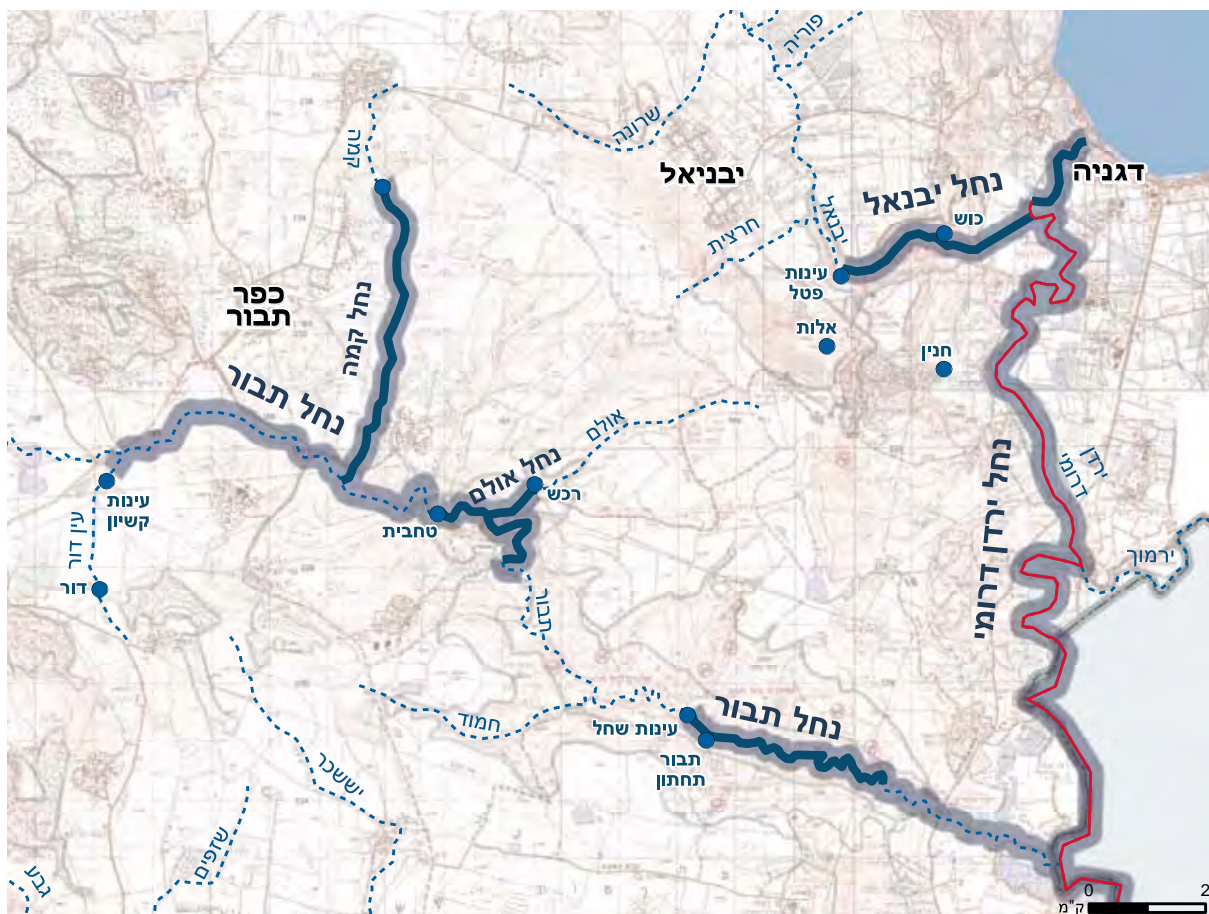 פוריה
שרונה
קמה
יבניאל
דגניה
נחל יבנאל
כוש
יבנאל
חרצית
עינות
פטל
כפר
תבור
נחל קמה
אלות
חנין
נחל תבור
אולם
נחל אולם
רכש
טחבית
עינות
קשיון
עין דור
דור
נחל ירדן דרומי
ירדן
דרומי
ירמוך
תבור
חמוד
עינות שחל
תבור
תחתון
נחל תבור
יששכר
שזפים
גבע
0 2
ק"מ